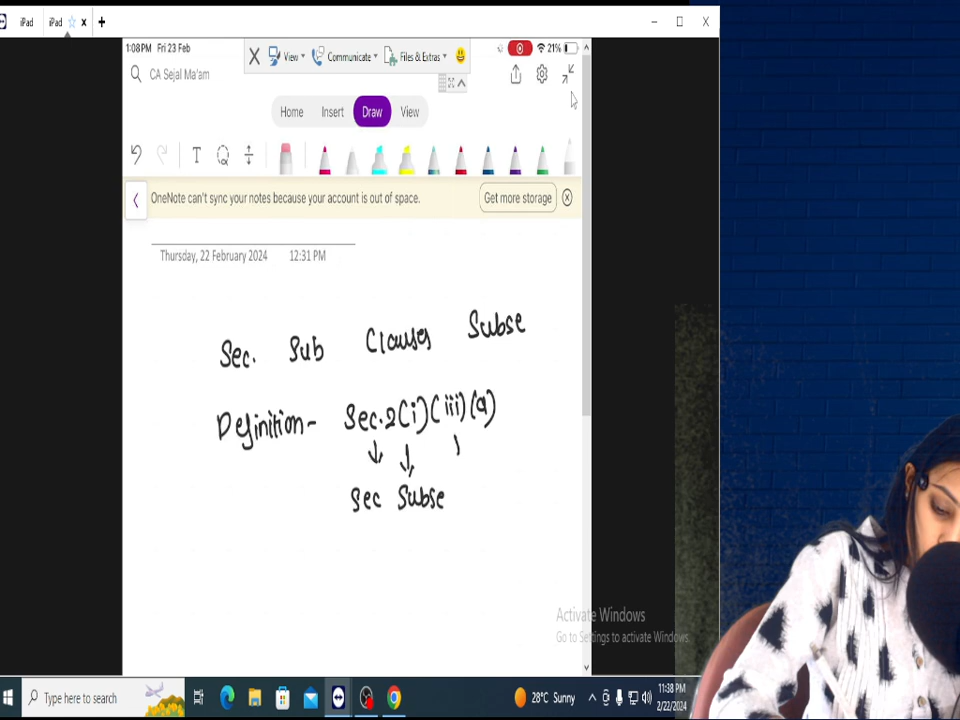 iPad iPad
1:08PM Fri 23 Feb
View Communicate Files & Extras
21%
CA Sejal Ma'am
Home Insert Draw View
T
OneNote can't sync your notes because your account is out of space. Get more storage
Thursday, 22 February 2024 12:31 PM
Sec. Sub Clauses Subse
Definition- Sec.2(i)(iii)(a)
Sec Subse
Activate Windows
Go to Settings to activate Windows.
Type here to search
28°C Sunny
11:38 PM
2/22/2024